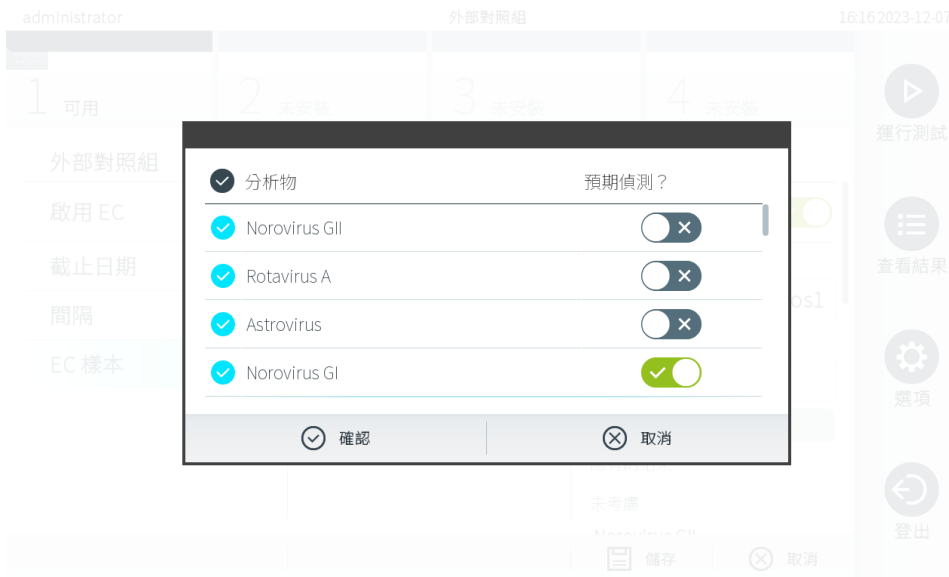 administrator
外部對照組
16:16 2023-12-07
1 可用
2 未安裝
3 未安裝
4 未安裝
外部對照組
啟用 EC
截止日期
間隔
EC 樣本
分析物
預期偵測？
Norovirus GII
Rotavirus A
Astrovirus
Norovirus GI
確認
取消
未考慮
Norovirus GII
儲存
取消
運行測試
查看結果
選項
登出